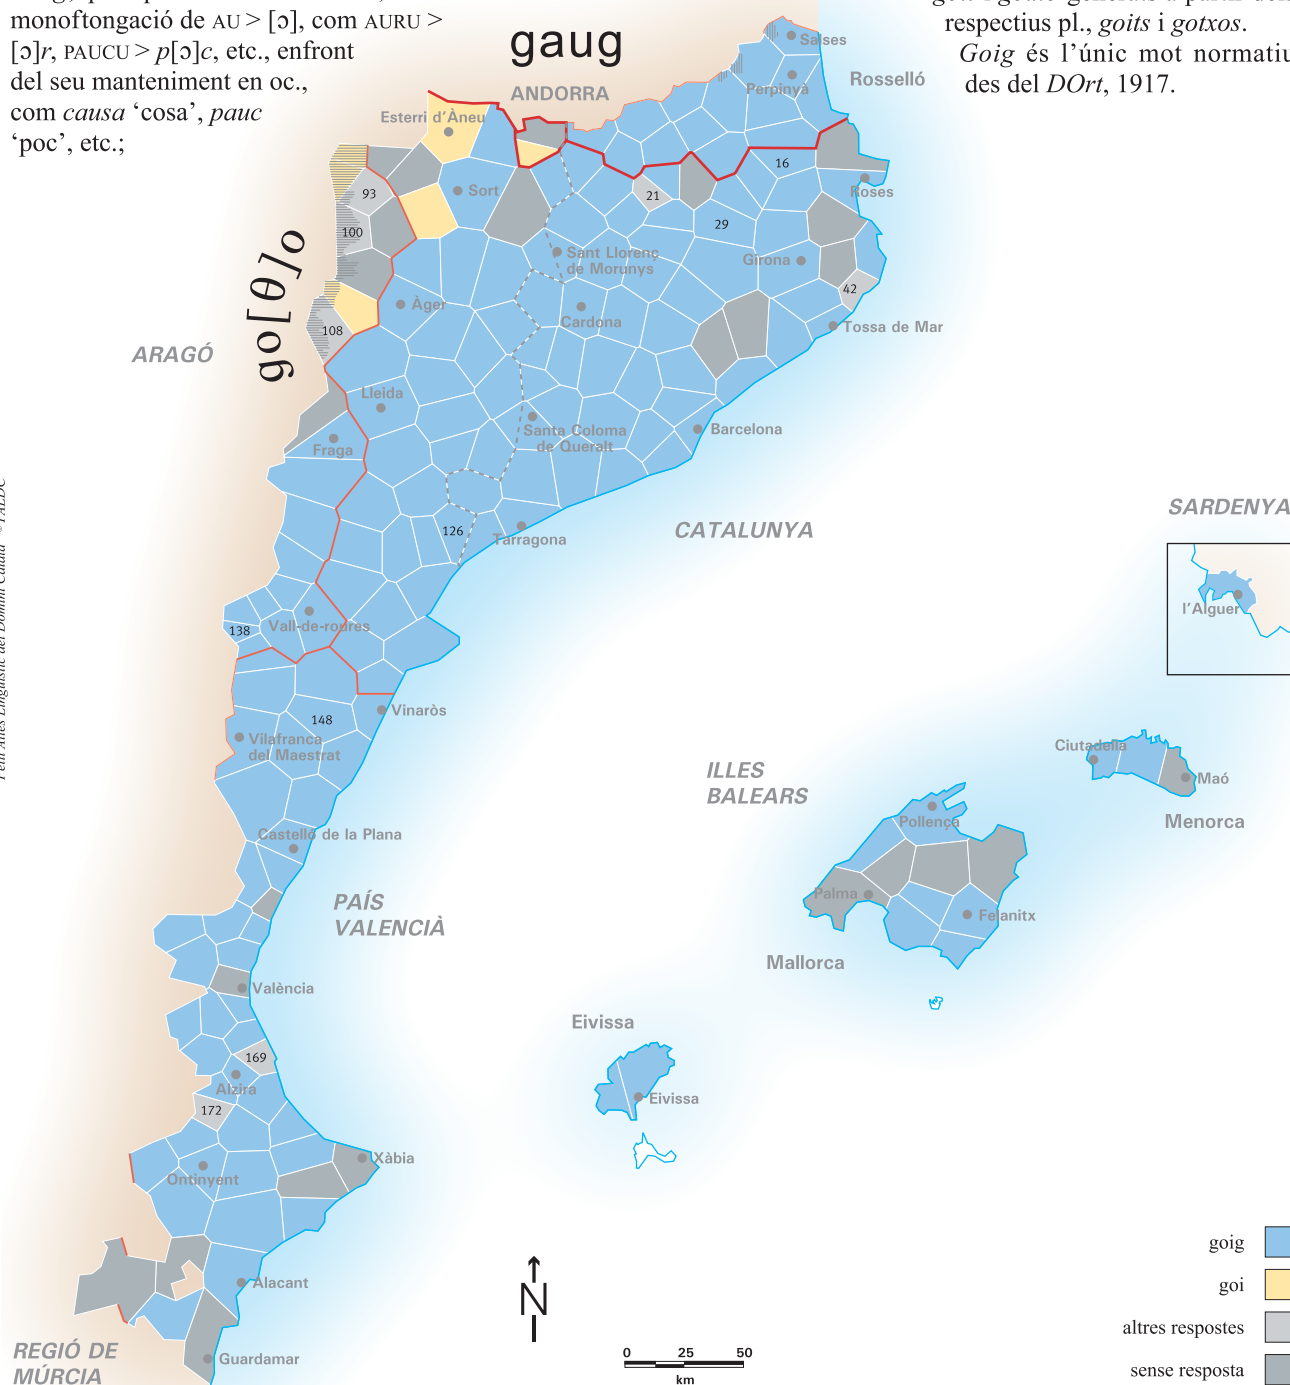 monoftongació de AU > [ɔ], com AURU >
[ɔ]r, PAUCU > p[ɔ]c, etc., enfront
del seu manteniment en oc.,
com causa ‘cosa’, pauc
‘poc’, etc.;
respectius pl., goits i gotxos.
Goig és l’únic mot normatiu
des del DOrt, 1917.
gaug
go[θ]o
ANDORRA
Salses
Rosselló
Perpinyà
Esterri d’Àneu
Sort
16
Roses
93
21
100
29
Sant Llorenç
de Morunys
Girona
42
Àger
Cardona
Tossa de Mar
108
ARAGÓ
Lleida
Santa Coloma
de Queralt
Barcelona
Fraga
126
Tarragona
CATALUNYA
SARDENYA
l’Alguer
Vall-de-roures
138
148
Vinaròs
Vilafranca
del Maestrat
Castelló de la Plana
PAÍS
VALENCIÀ
ILLES
BALEARS
Ciutadella
Maó
Menorca
Pollença
Palma
Felanitx
Mallorca
Eivissa
Eivissa
València
169
Alzira
172
Xàbia
Ontinyent
Alacant
Guardamar
REGIÓ DE
MÚRCIA
N
0 25 50
km
goig
goi
altres respostes
sense resposta